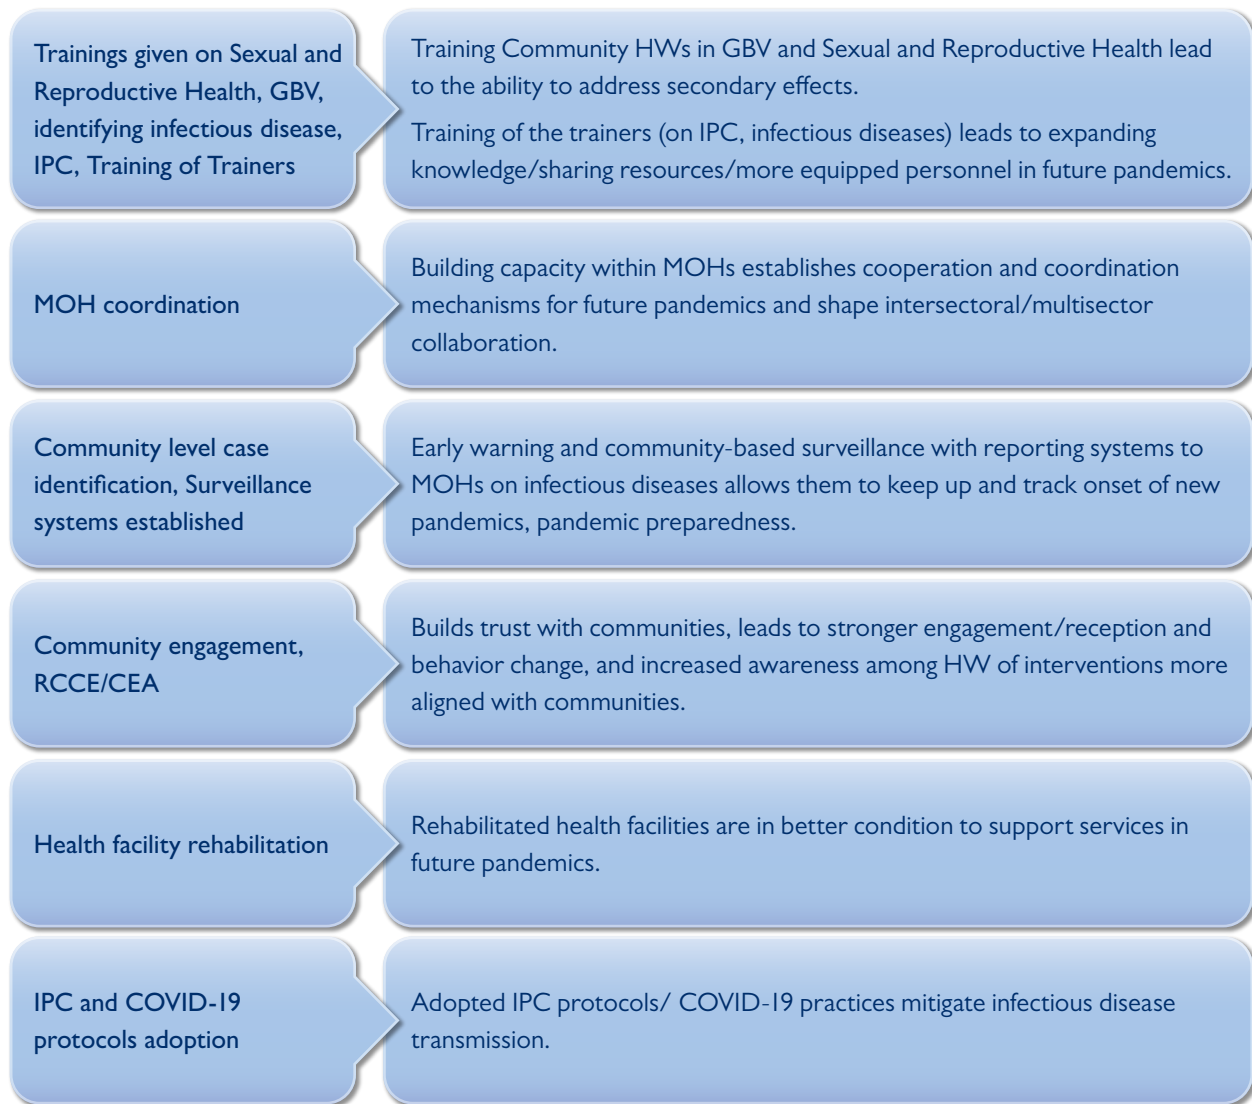 Trainings given on Sexual and
Reproductive Health, GBV,
identifying infectious disease,
IPC, Training of Trainers
Training Community HWs in GBV and Sexual and Reproductive Health lead
to the ability to address secondary effects.
Training of the trainers (on IPC, infectious diseases) leads to expanding
knowledge/sharing resources/more equipped personnel in future pandemics.
MOH coordination
Building capacity within MOHs establishes cooperation and coordination
mechanisms for future pandemics and shape intersectoral/multisector
collaboration.
Community level case
identification, Surveillance
systems established
Early warning and community-based surveillance with reporting systems to
MOHs on infectious diseases allows them to keep up and track onset of new
pandemics, pandemic preparedness.
Community engagement,
RCCE/CEA
Builds trust with communities, leads to stronger engagement/reception and
behavior change, and increased awareness among HW of interventions more
aligned with communities.
Health facility rehabilitation
Rehabilitated health facilities are in better condition to support services in
future pandemics.
IPC and COVID-19
protocols adoption
Adopted IPC protocols/ COVID-19 practices mitigate infectious disease
transmission.